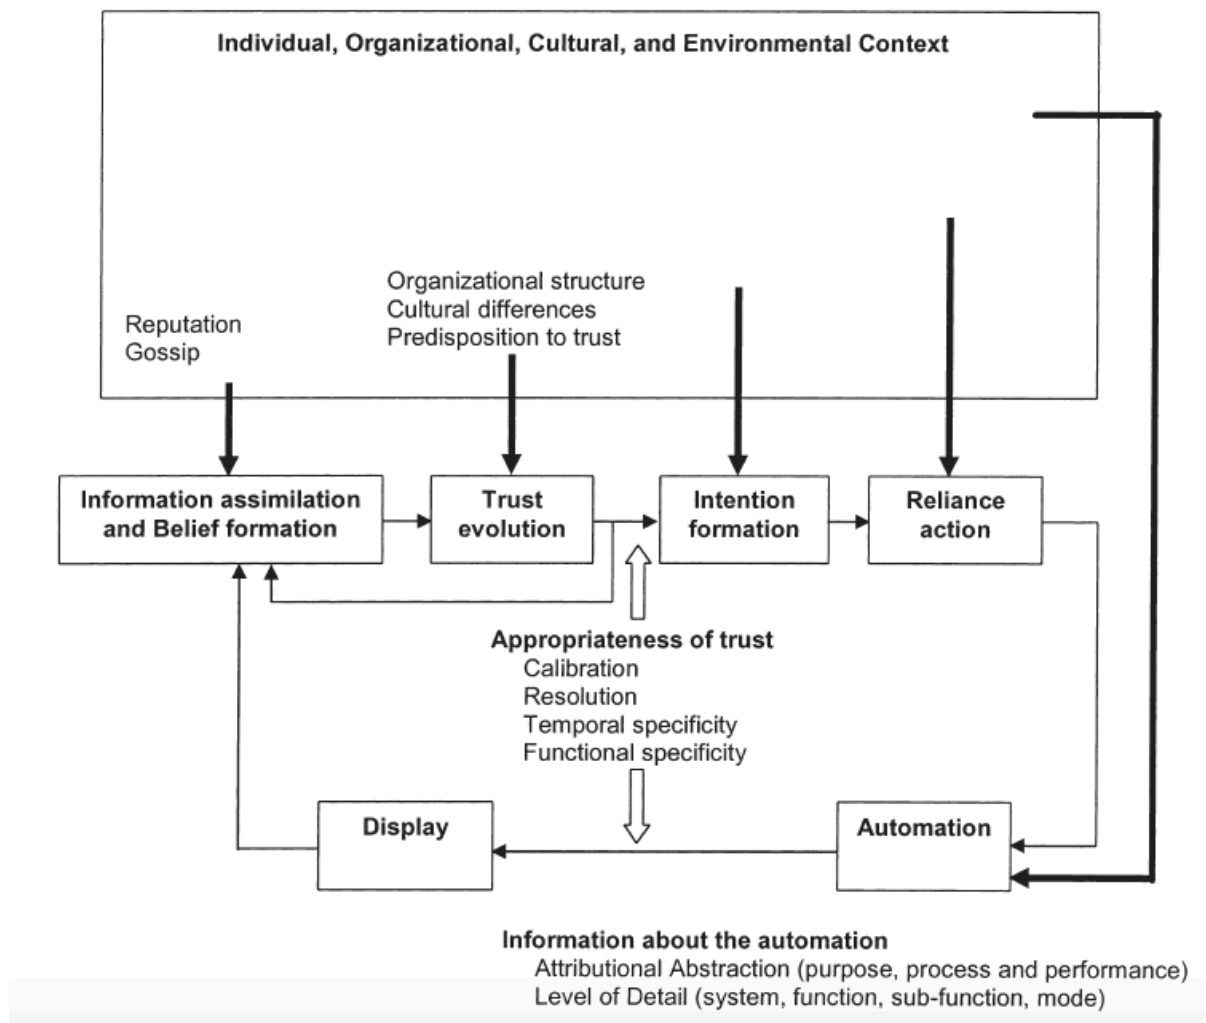 Individual, Organizational, Cultural, and Environmental Context
Organizational structure
Cultural differences
Predisposition to trust
Reputation
Gossip
Information assimilation
and Belief formation
Trust
evolution
Intention
formation
Reliance
action
Appropriateness of trust
Calibration
Resolution
Temporal specificity
Functional specificity
Display
Automation
Information about the automation
Attributional Abstraction (purpose, process and performance)
Level of Detail (system, function, sub-function, mode)